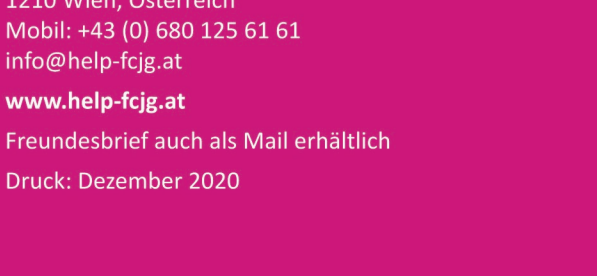 1210 Wien, Österreich
Mobil: +43 (0) 680 125 61 61
info@help-fcjg.at
www.help-fcjg.at
Freundesbrief auch als Mail erhältlich
Druck: Dezember 2020